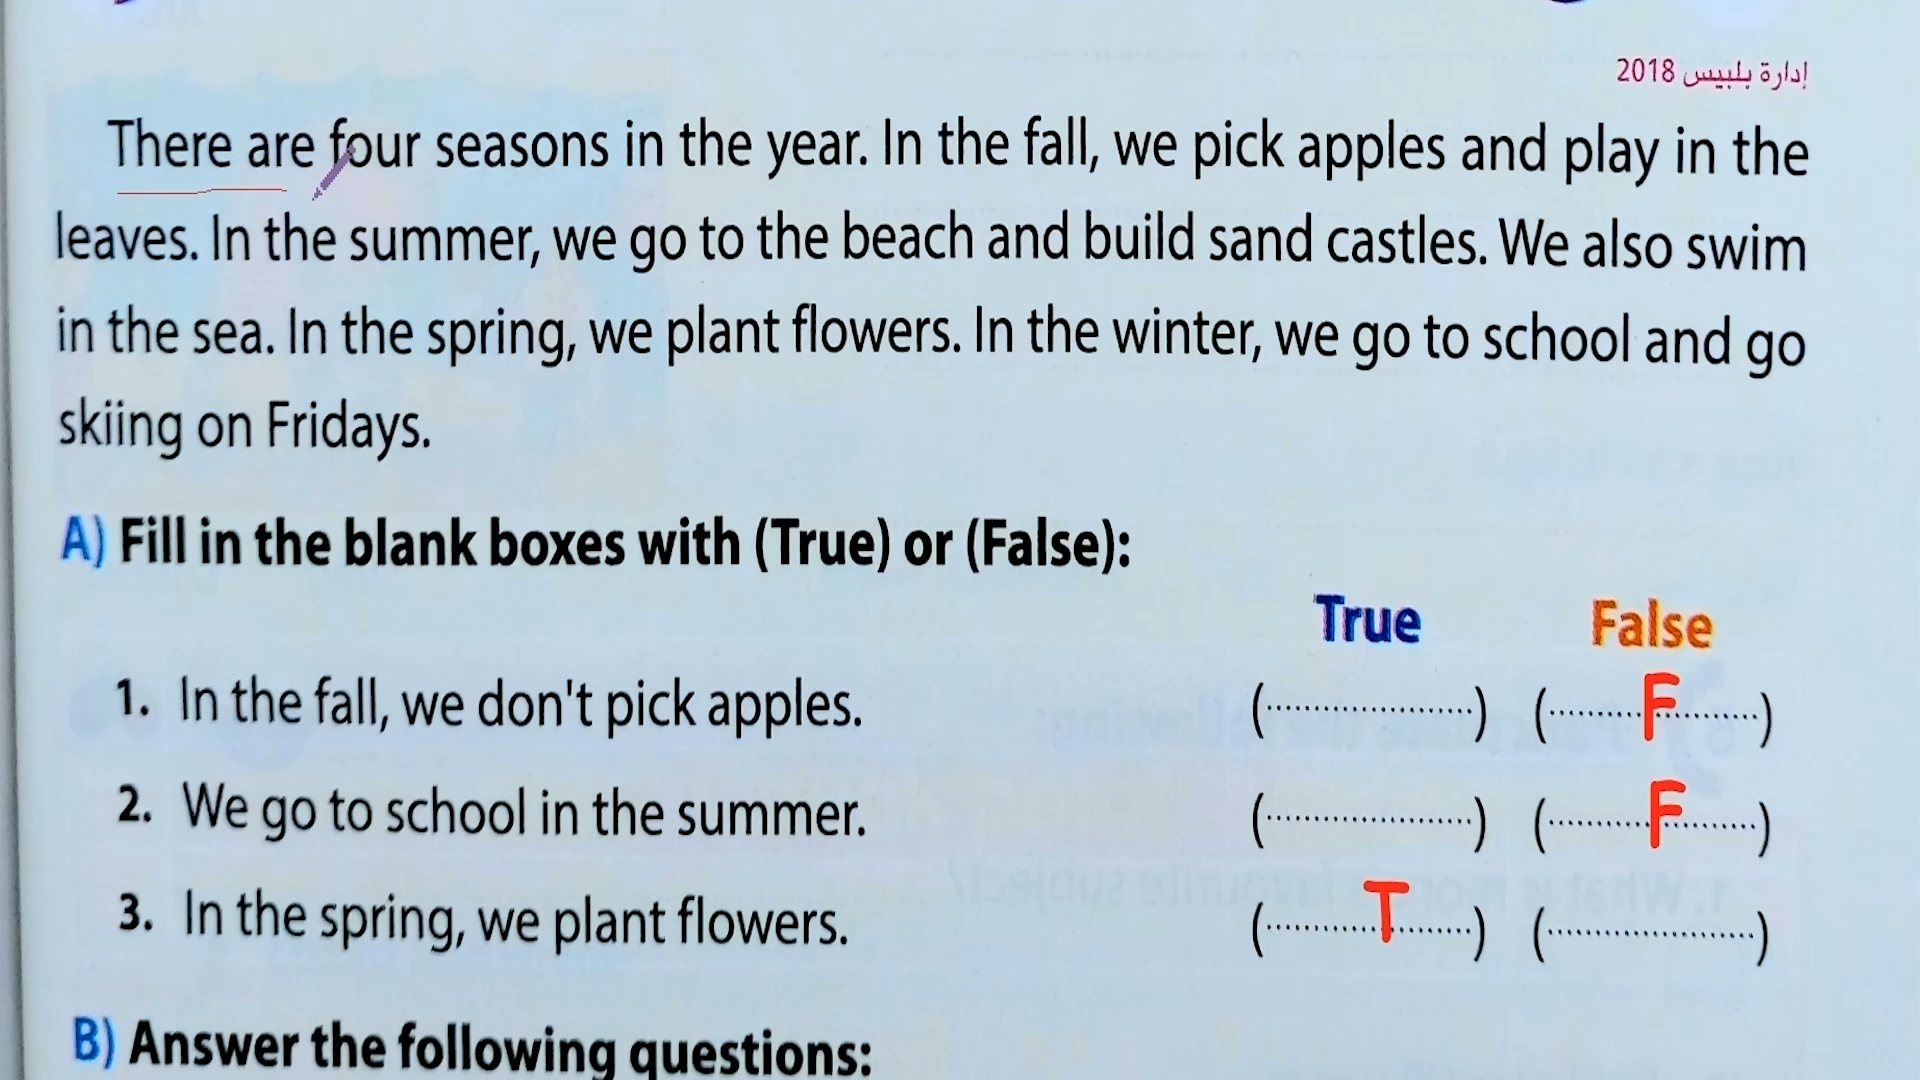 إدارة بلبيس 2018
There are four seasons in the year. In the fall, we pick apples and play in the
leaves. In the summer, we go to the beach and build sand castles. We also swim
in the sea. In the spring, we plant flowers. In the winter, we go to school and go
skiing on Fridays.
A) Fill in the blank boxes with (True) or (False):
True False
1. In the fall, we don't pick apples. (....................) (..........F..........)
2. We go to school in the summer. (....................) (..........F..........)
3. In the spring, we plant flowers. (..........T..........) (....................)
B) Answer the following questions: